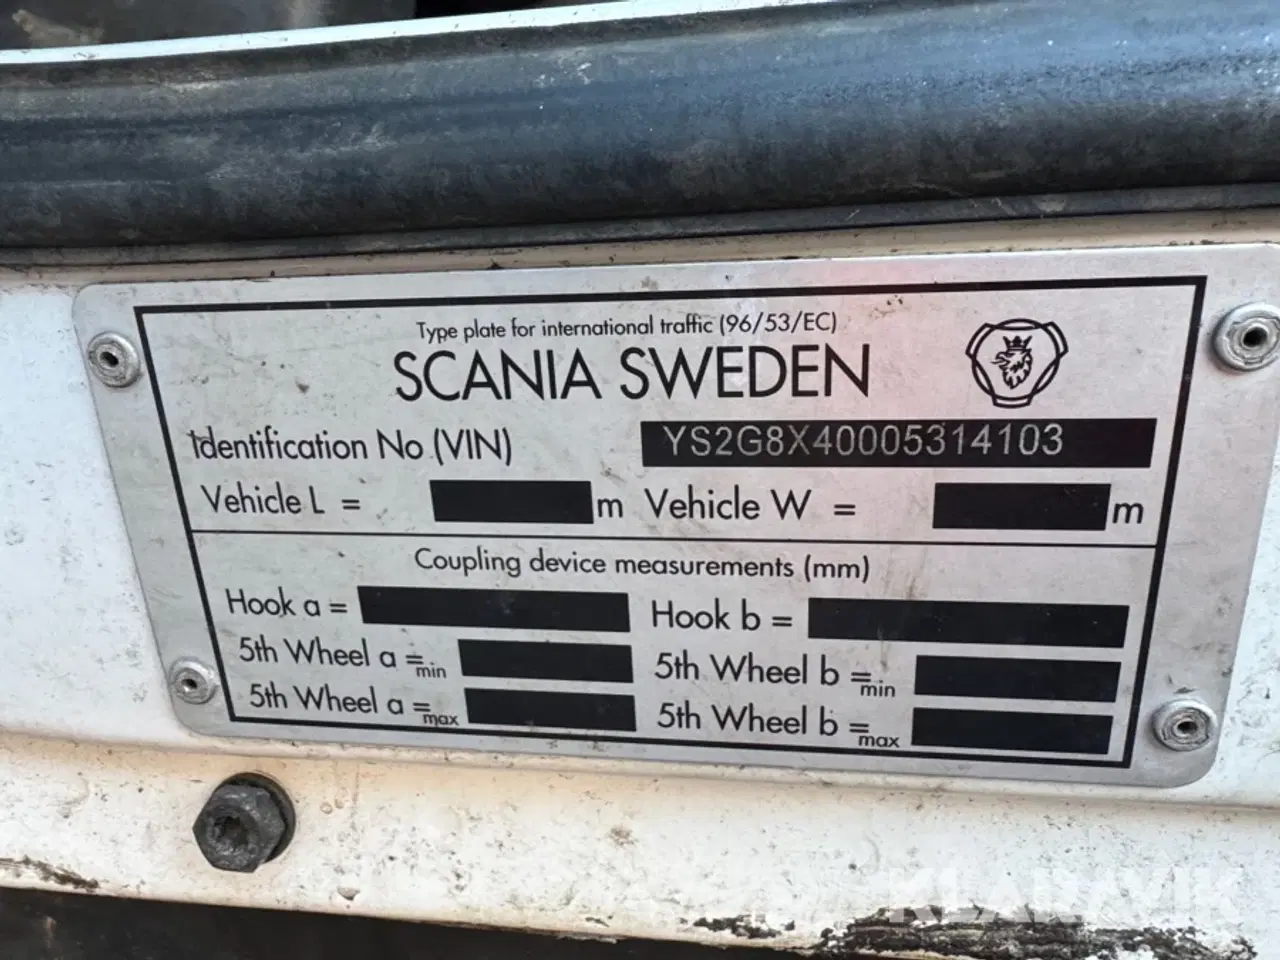 Type plate for international traffic (96/53/EC)
SCANIA SWEDEN
Identification No (VIN) YS2G8X40005314103
Vehicle L = m Vehicle W = m
Coupling device measurements (mm)
Hook a = Hook b =
5th Wheel a =min 5th Wheel b =min
5th Wheel a =max 5th Wheel b =max
KLARAVIK